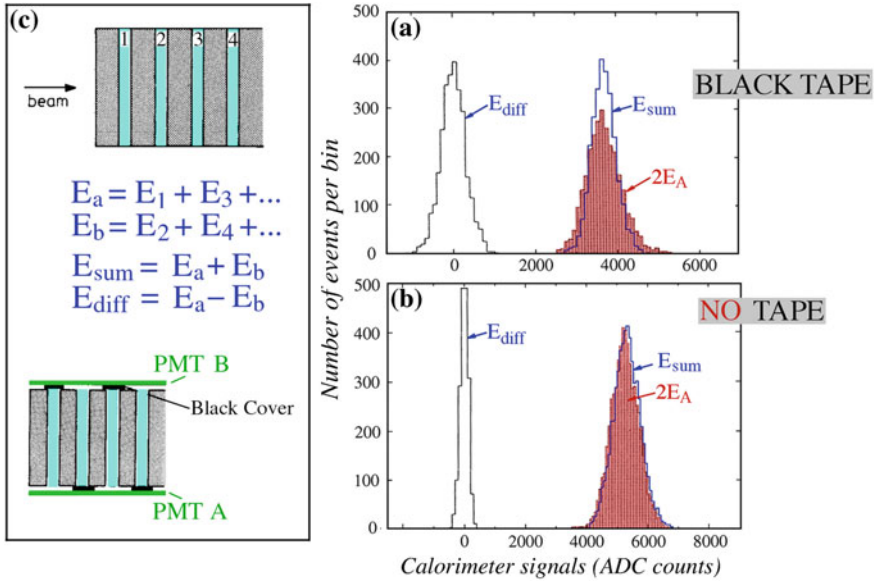 (c)
1 2 3 4
beam
Ea = E1 + E3 +...
Eb = E2 + E4 +...
Esum = Ea + Eb
Ediff = Ea − Eb
PMT B
Black Cover
PMT A
Number of events per bin
(a)
BLACK TAPE
500
400
300
200
100
0
Ediff
Esum
2EA
0 2000 4000 6000
(b)
NO TAPE
500
400
300
200
100
0
Ediff
Esum
2EA
0 2000 4000 6000 8000
Calorimeter signals (ADC counts)